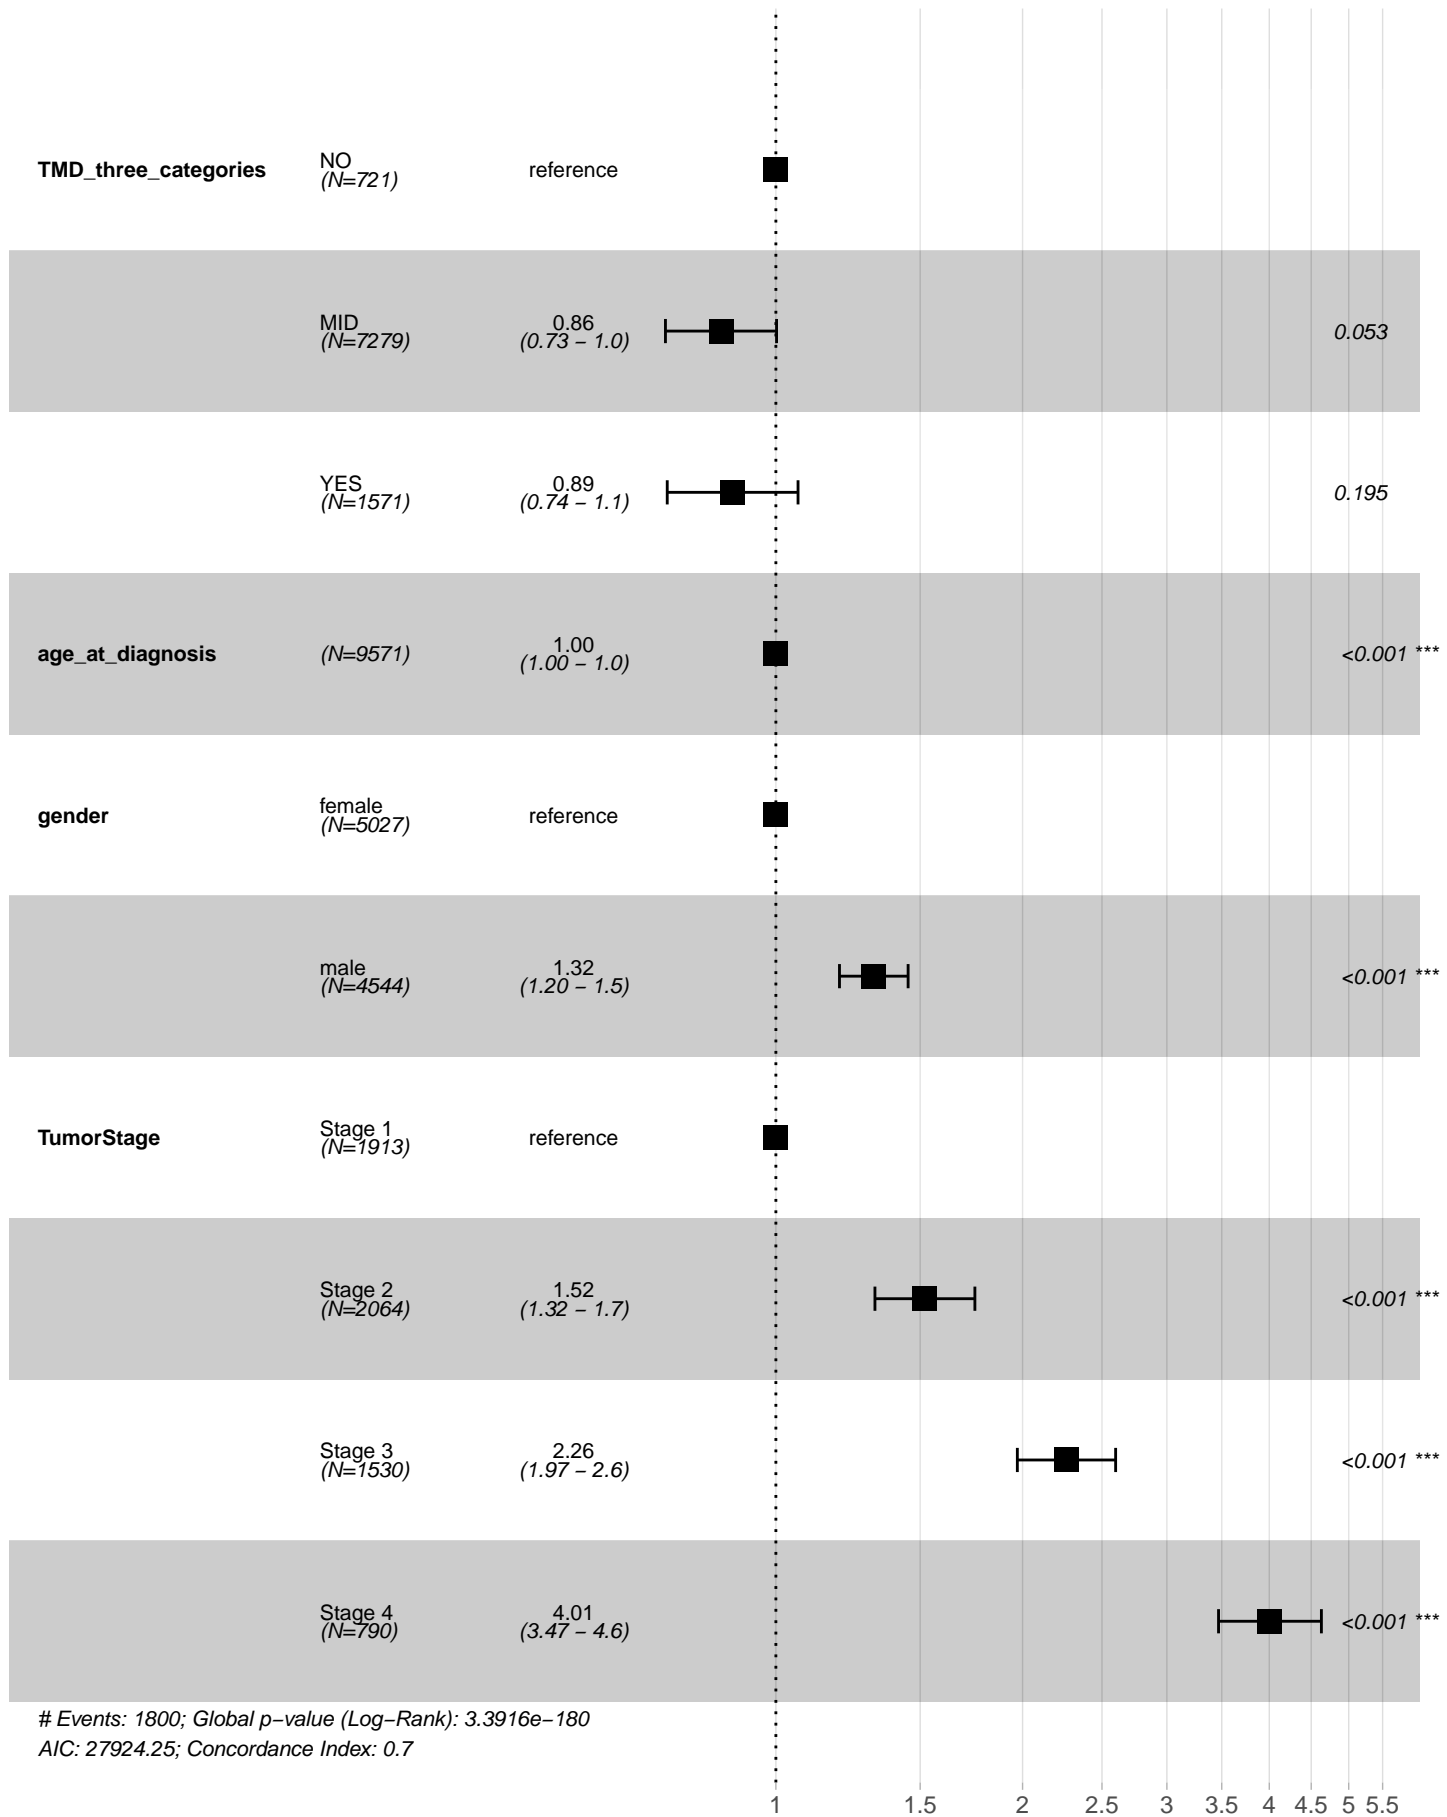 TMD_three_categories NO reference
(N=721)
MID 0.86 0.053
(N=7279) (0.73 − 1.0)
YES 0.89 0.195
(N=1571) (0.74 − 1.1)
age_at_diagnosis (N=9571) 1.00 <0.001 ***
(1.00 − 1.0)
gender female reference
(N=5027)
male 1.32 <0.001 ***
(N=4544) (1.20 − 1.5)
TumorStage Stage 1 reference
(N=1913)
Stage 2 1.52 <0.001 ***
(N=2064) (1.32 − 1.7)
Stage 3 2.26 <0.001 ***
(N=1530) (1.97 − 2.6)
Stage 4 4.01 <0.001 ***
(N=790) (3.47 − 4.6)
# Events: 1800; Global p−value (Log−Rank): 3.3916e−180
AIC: 27924.25; Concordance Index: 0.7
1 1.5 2 2.5 3 3.5 4 4.5 5 5.5